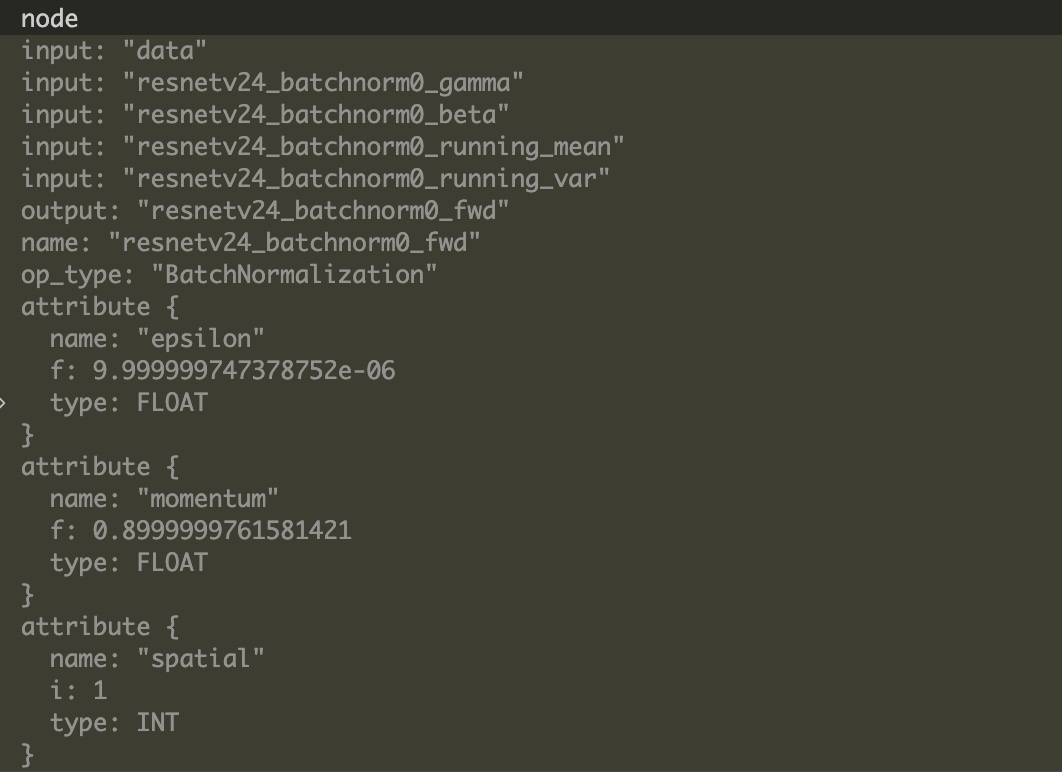 node
input: "data"
input: "resnetv24_batchnorm0_gamma"
input: "resnetv24_batchnorm0_beta"
input: "resnetv24_batchnorm0_running_mean"
input: "resnetv24_batchnorm0_running_var"
output: "resnetv24_batchnorm0_fwd"
name: "resnetv24_batchnorm0_fwd"
op_type: "BatchNormalization"
attribute {
  name: "epsilon"
  f: 9.999999747378752e-06
  type: FLOAT
}
attribute {
  name: "momentum"
  f: 0.8999999761581421
  type: FLOAT
}
attribute {
  name: "spatial"
  i: 1
  type: INT
}